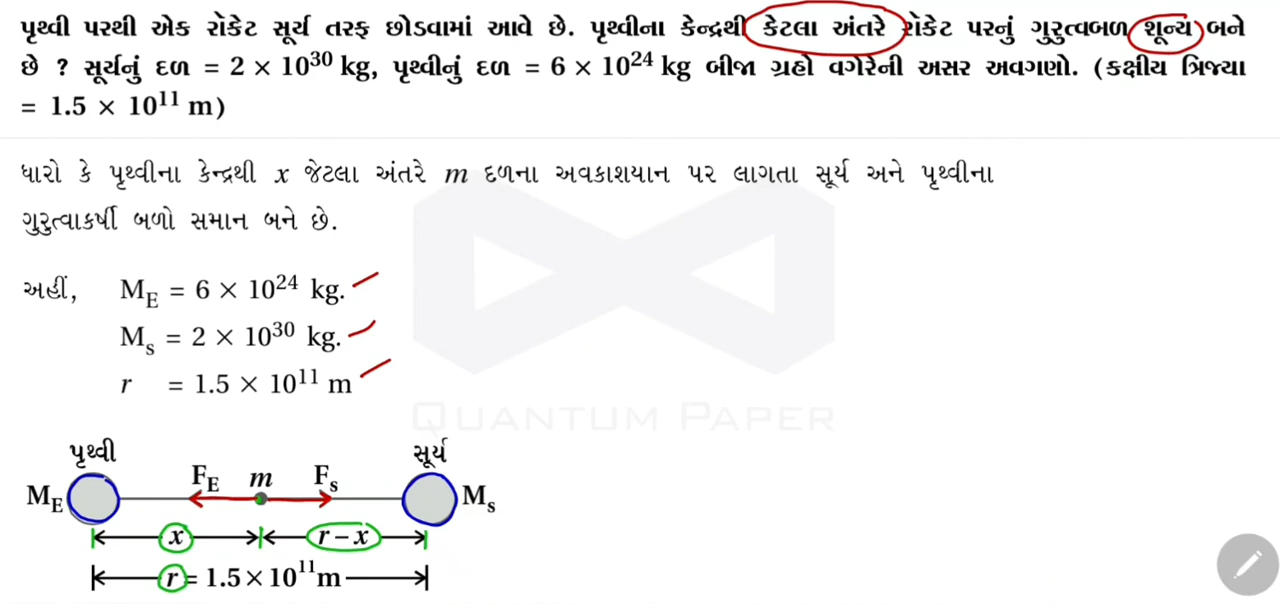 પૃથ્વી પરથી એક રૉકેટ સૂર્ય તરફ છોડવામાં આવે છે. પૃથ્વીના કેન્દ્રથી કેટલા અંતરે રોકેટ પરનું ગુરુત્વબળ શૂન્ય બને
છે ? સૂર્યનું દળ = 2 × 10³⁰ kg, પૃથ્વીનું દળ = 6 × 10²⁴ kg બીજા ગ્રહો વગેરેની અસર અવગણો. (કક્ષીય ત્રિજ્યા
= 1.5 × 10¹¹ m)
ધારો કે પૃથ્વીના કેન્દ્રથી x જેટલા અંતરે m દળના અવકાશયાન પર લાગતા સૂર્ય અને પૃથ્વીના
ગુરુત્વાકર્ષી બળો સમાન બને છે.
અહીં, M_E = 6 × 10²⁴ kg.
M_s = 2 × 10³⁰ kg.
r = 1.5 × 10¹¹ m
QUANTUM PAPER
પૃથ્વી સૂર્ય
M_E F_E m F_s M_s
x r – x
r = 1.5 × 10¹¹ m